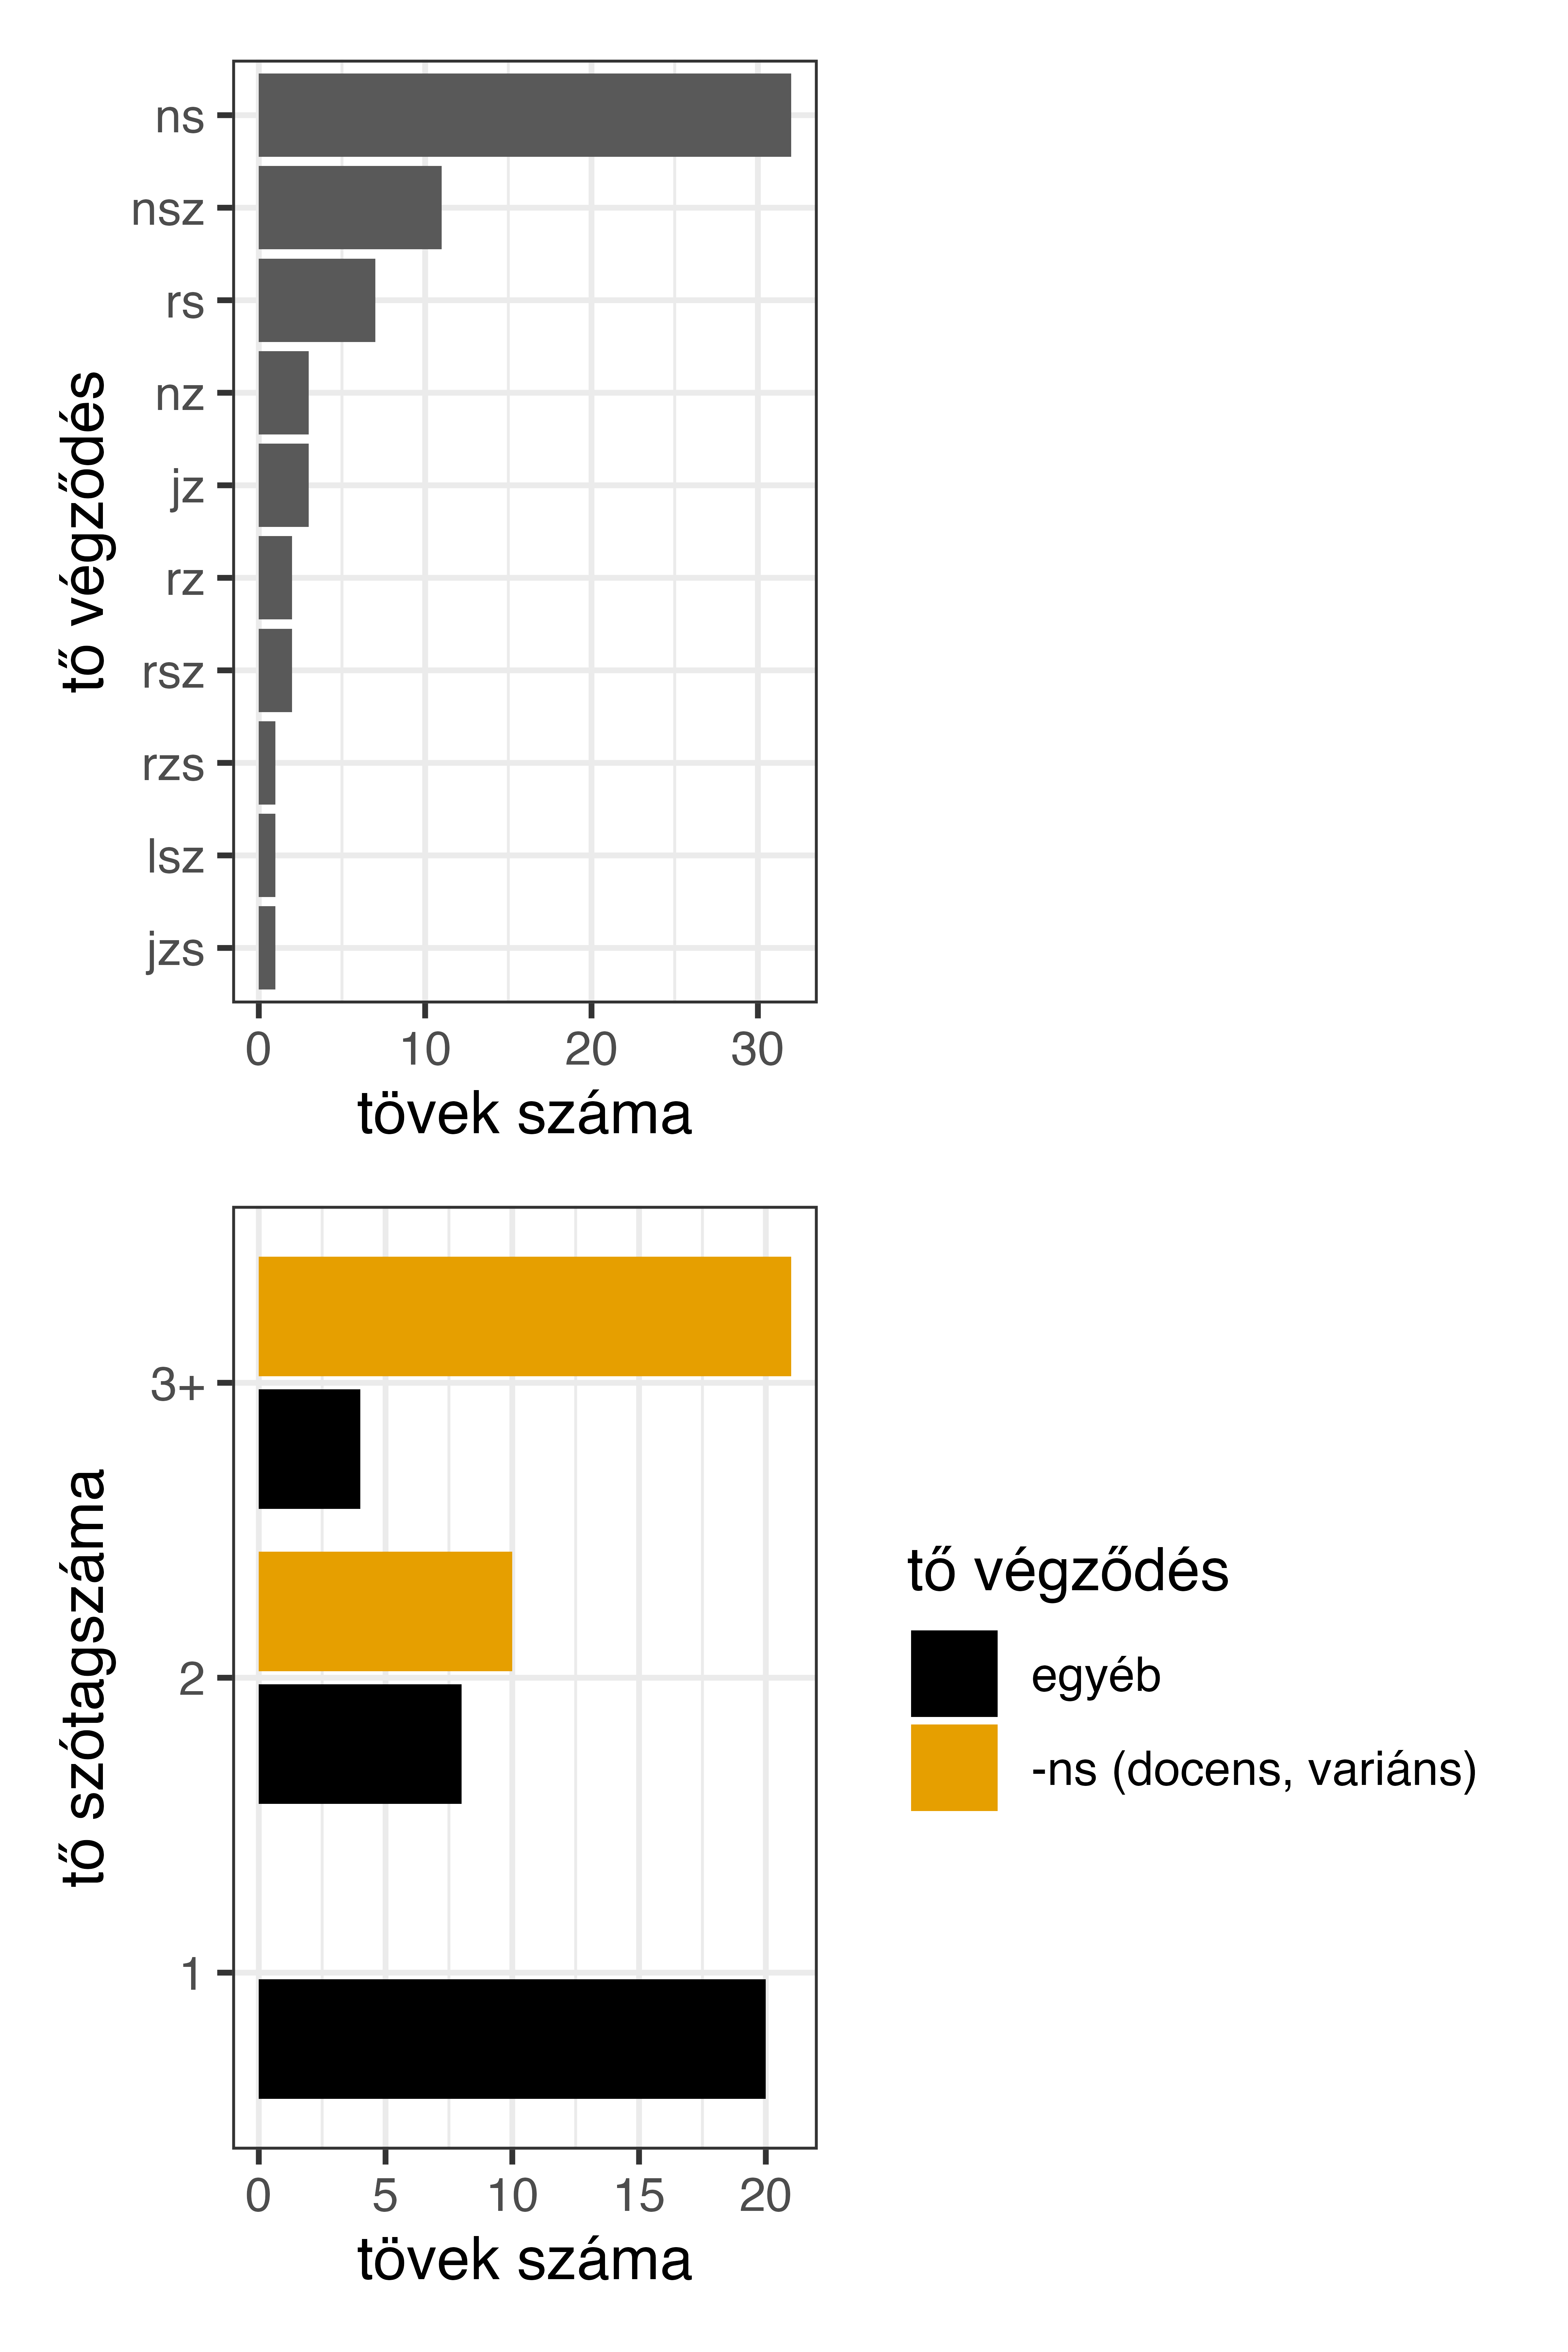 tő végződés
ns
nsz
rs
nz
jz
rz
rsz
rzs
lsz
jzs
0 10 20 30
tövek száma
tő szótagszáma
3+
2
1
0 5 10 15 20
tövek száma
tő végződés
egyéb
-ns (docens, variáns)